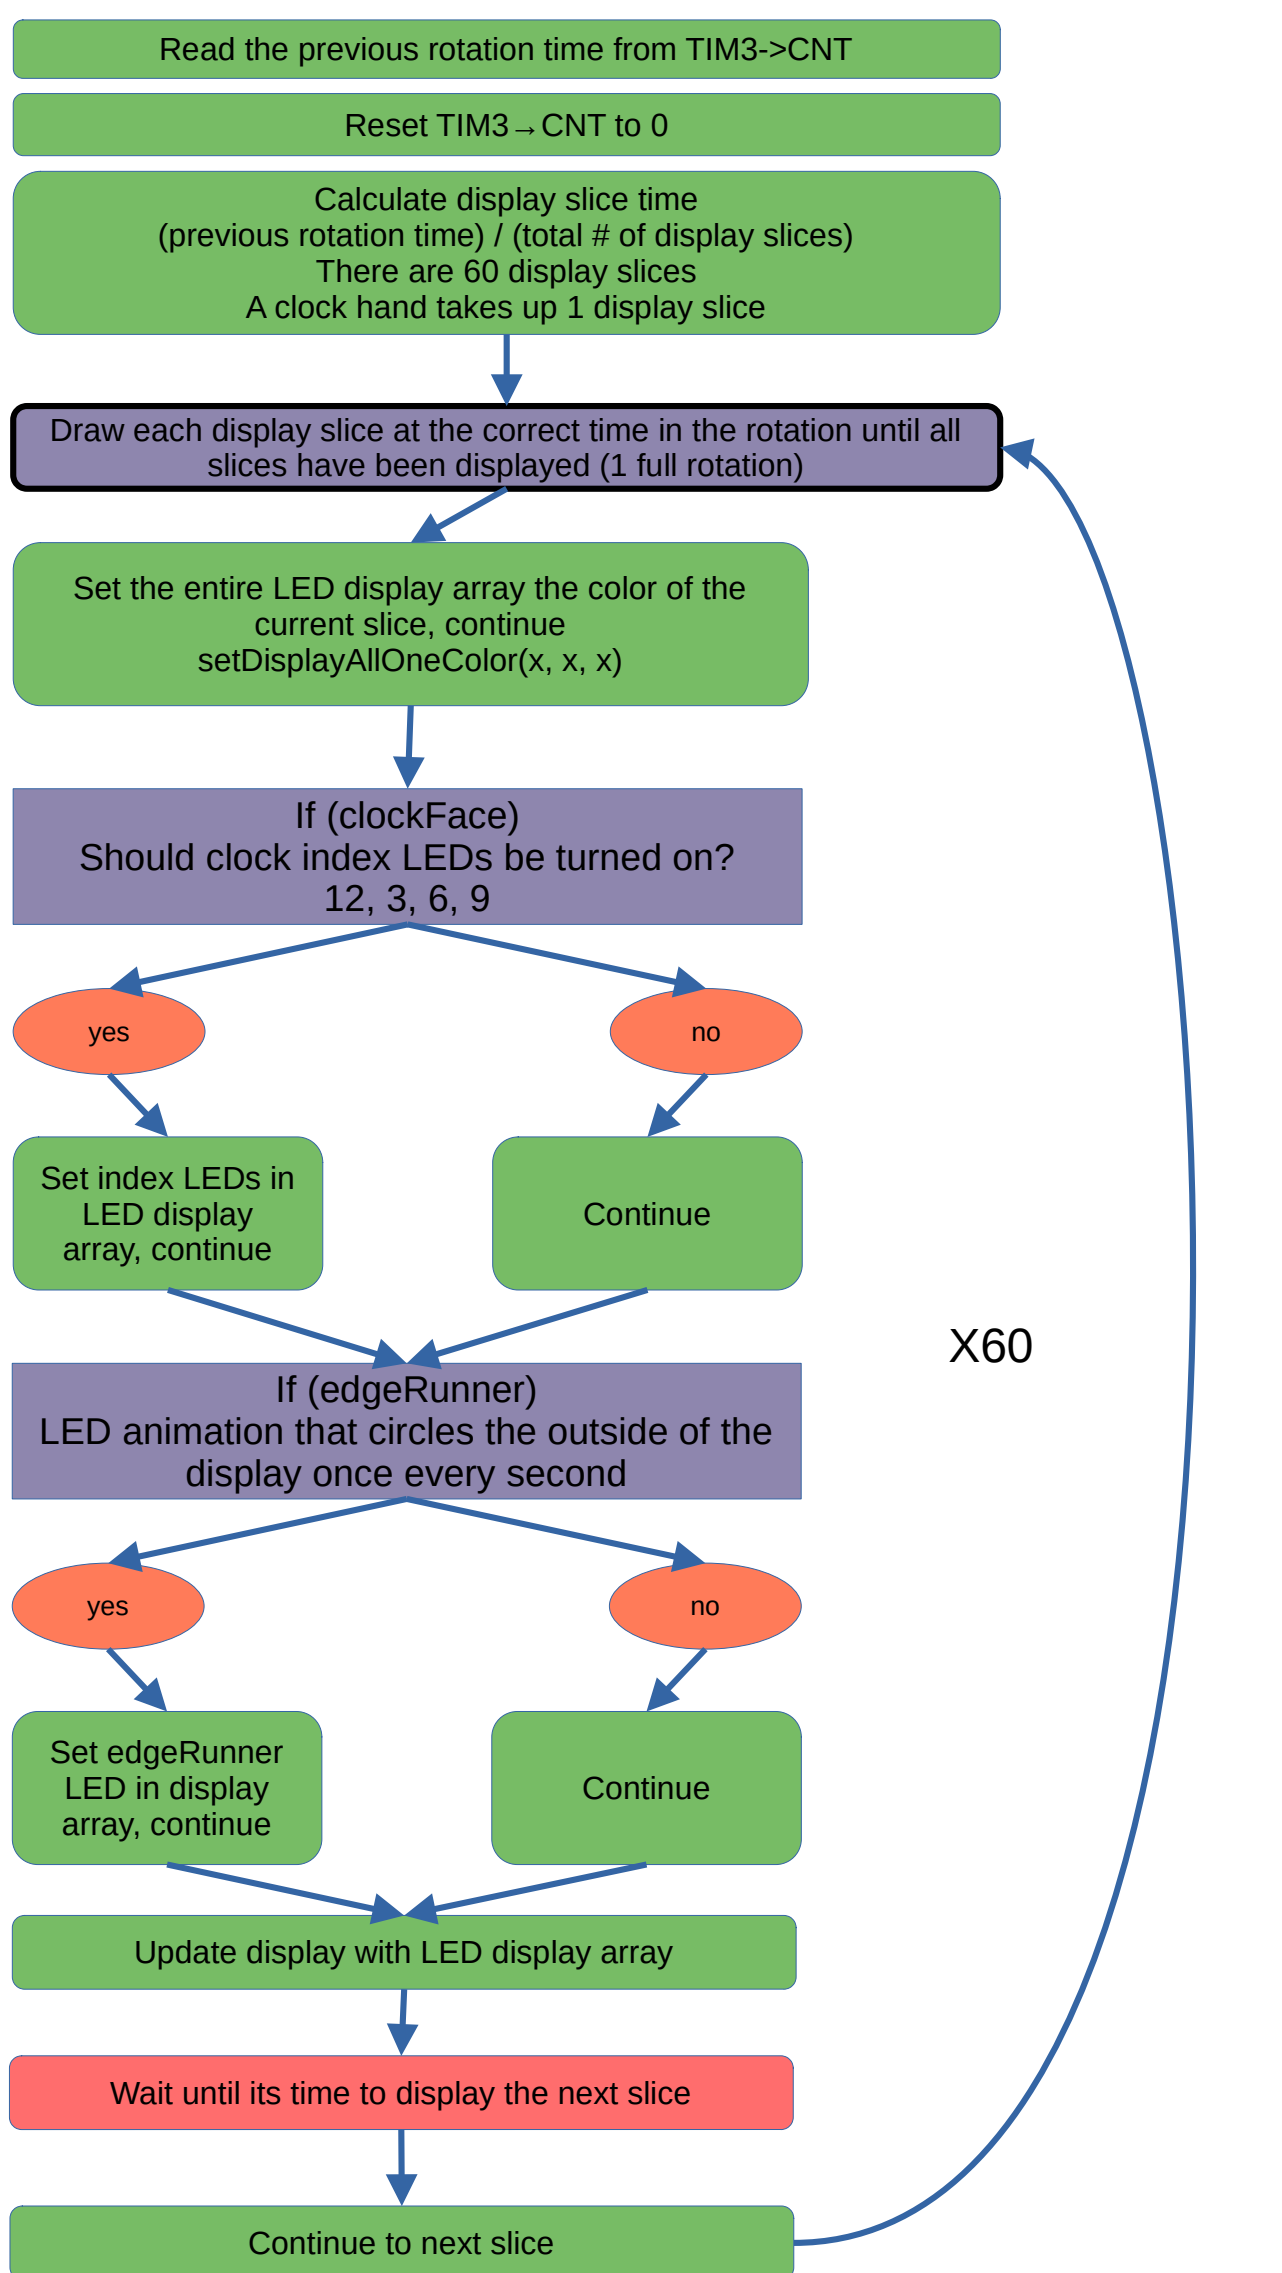 Read the previous rotation time from TIM3->CNT
Reset TIM3→CNT to 0
Calculate display slice time
(previous rotation time) / (total # of display slices)
There are 60 display slices
A clock hand takes up 1 display slice
Draw each display slice at the correct time in the rotation until all
slices have been displayed (1 full rotation)
Set the entire LED display array the color of the
current slice, continue
setDisplayAllOneColor(x, x, x)
If (clockFace)
Should clock index LEDs be turned on?
12, 3, 6, 9
yes
no
Set index LEDs in
LED display
array, continue
Continue
X60
If (edgeRunner)
LED animation that circles the outside of the
display once every second
yes
no
Set edgeRunner
LED in display
array, continue
Continue
Update display with LED display array
Wait until its time to display the next slice
Continue to next slice